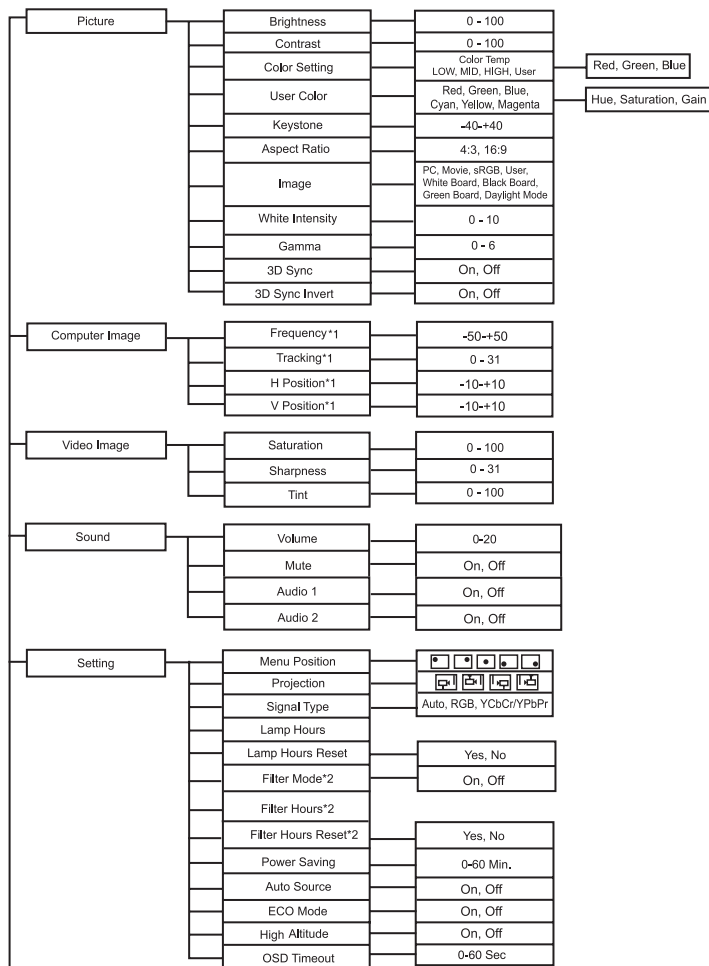 Picture
Brightness
0 - 100
Contrast
0 - 100
Color Setting
Color Temp
LOW, MID, HIGH, User
Red, Green, Blue
User Color
Red, Green, Blue,
Cyan, Yellow, Magenta
Hue, Saturation, Gain
Keystone
-40-+40
Aspect Ratio
4:3, 16:9
Image
PC, Movie, sRGB, User,
White Board, Black Board,
Green Board, Daylight Mode
White Intensity
0 - 10
Gamma
0 - 6
3D Sync
On, Off
3D Sync Invert
On, Off
Computer Image
Frequency*1
-50-+50
Tracking*1
0 - 31
H Position*1
-10-+10
V Position*1
-10-+10
Video Image
Saturation
0 - 100
Sharpness
0 - 31
Tint
0 - 100
Sound
Volume
0-20
Mute
On, Off
Audio 1
On, Off
Audio 2
On, Off
Setting
Menu Position
Projection
Signal Type
Auto, RGB, YCbCr/YPbPr
Lamp Hours
Lamp Hours Reset
Yes, No
Filter Mode*2
On, Off
Filter Hours*2
Filter Hours Reset*2
Yes, No
Power Saving
0-60 Min.
Auto Source
On, Off
ECO Mode
On, Off
High Altitude
On, Off
OSD Timeout
0-60 Sec